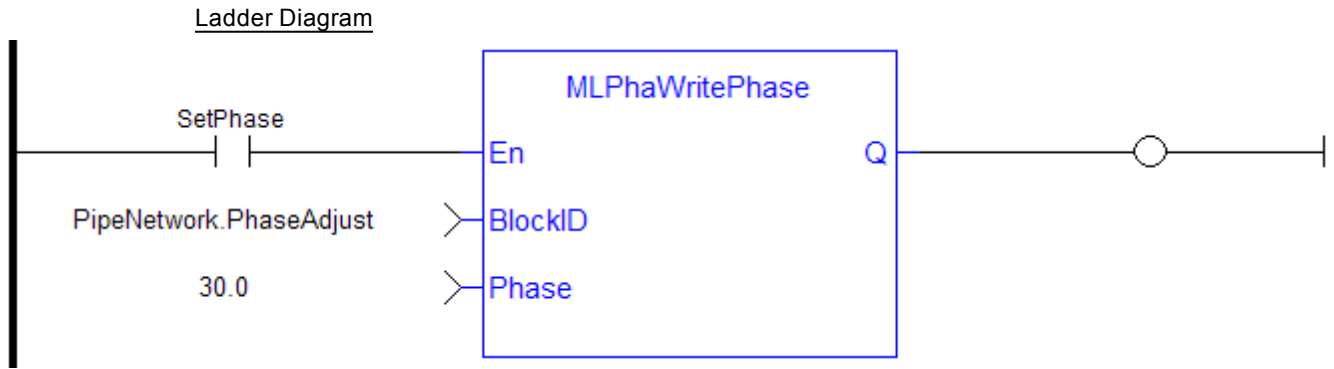 Ladder Diagram
MLPhaWritePhase
SetPhase
En
Q
PipeNetwork.PhaseAdjust
BlockID
30.0
Phase